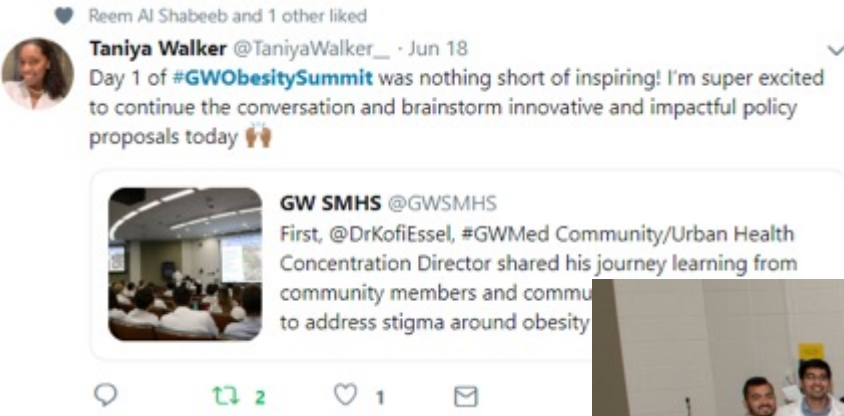 Reem Al Shabeeb and 1 other liked
Taniya Walker @TaniyaWalker__ · Jun 18
Day 1 of #GWObesitySummit was nothing short of inspiring! I'm super excited
to continue the conversation and brainstorm innovative and impactful policy
proposals today 🙌🏾
GW SMHS @GWSMHS
First, @DrKofiEssel, #GWMed Community/Urban Health
Concentration Director shared his journey learning from
community members and commu
to address stigma around obesity
2
1